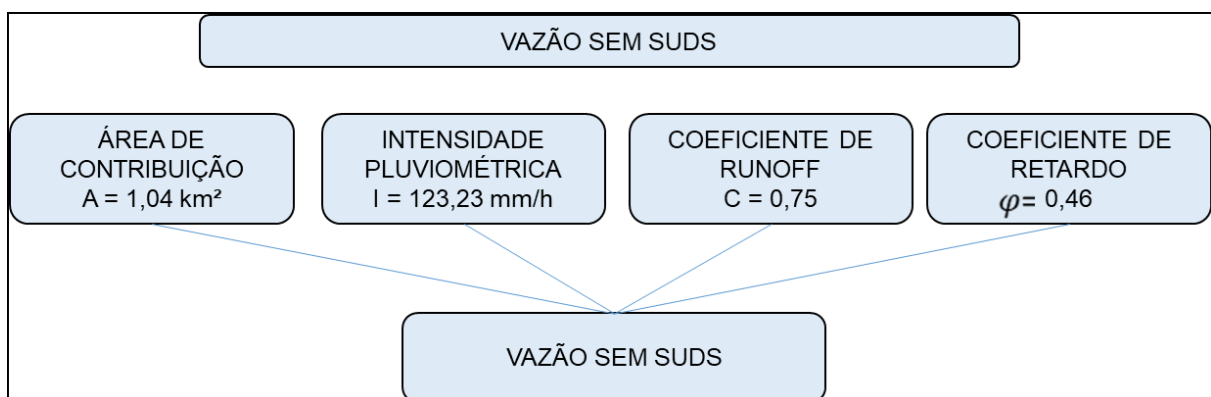 VAZÃO SEM SUDS
ÁREA DE
CONTRIBUIÇÃO
A = 1,04 km²
INTENSIDADE
PLUVIOMÉTRICA
I = 123,23 mm/h
COEFICIENTE DE
RUNOFF
C = 0,75
COEFICIENTE DE
RETARDO
φ= 0,46
VAZÃO SEM SUDS